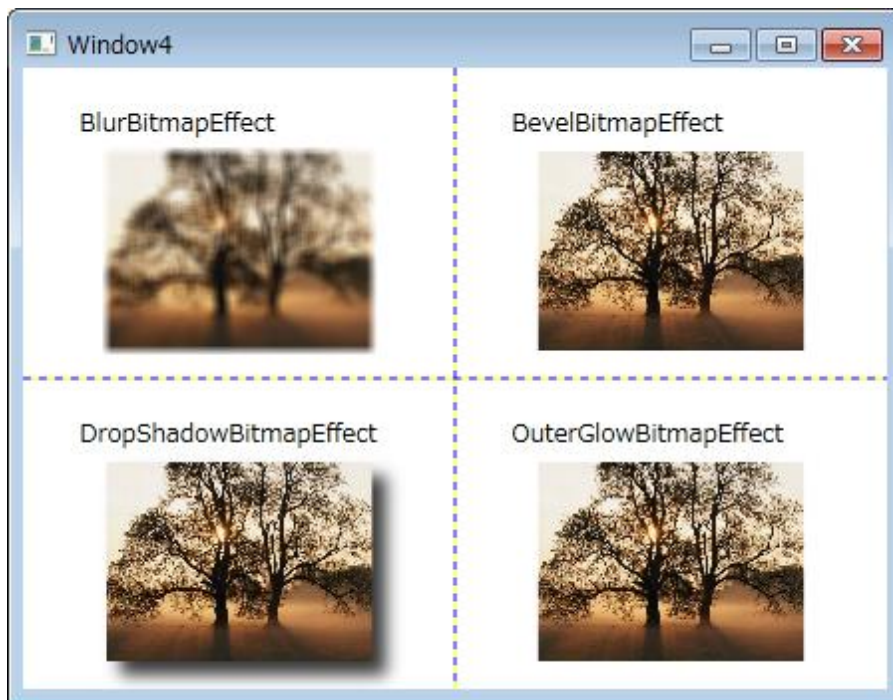 Window4
BlurBitmapEffect
BevelBitmapEffect
DropShadowBitmapEffect
OuterGlowBitmapEffect